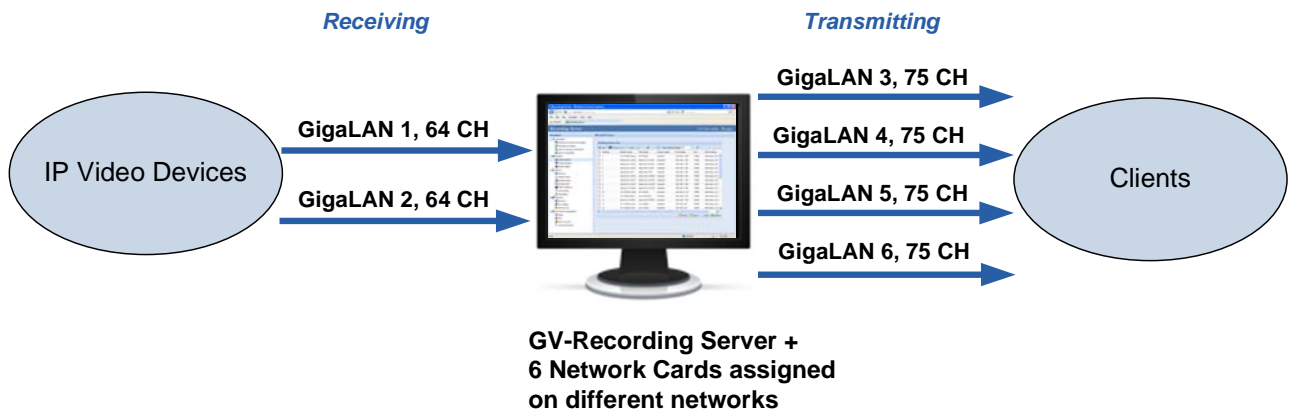 Receiving
Transmitting
IP Video Devices
GigaLAN 1, 64 CH
GigaLAN 2, 64 CH
GigaLAN 3, 75 CH
GigaLAN 4, 75 CH
GigaLAN 5, 75 CH
GigaLAN 6, 75 CH
Clients
GV-Recording Server +
6 Network Cards assigned
on different networks